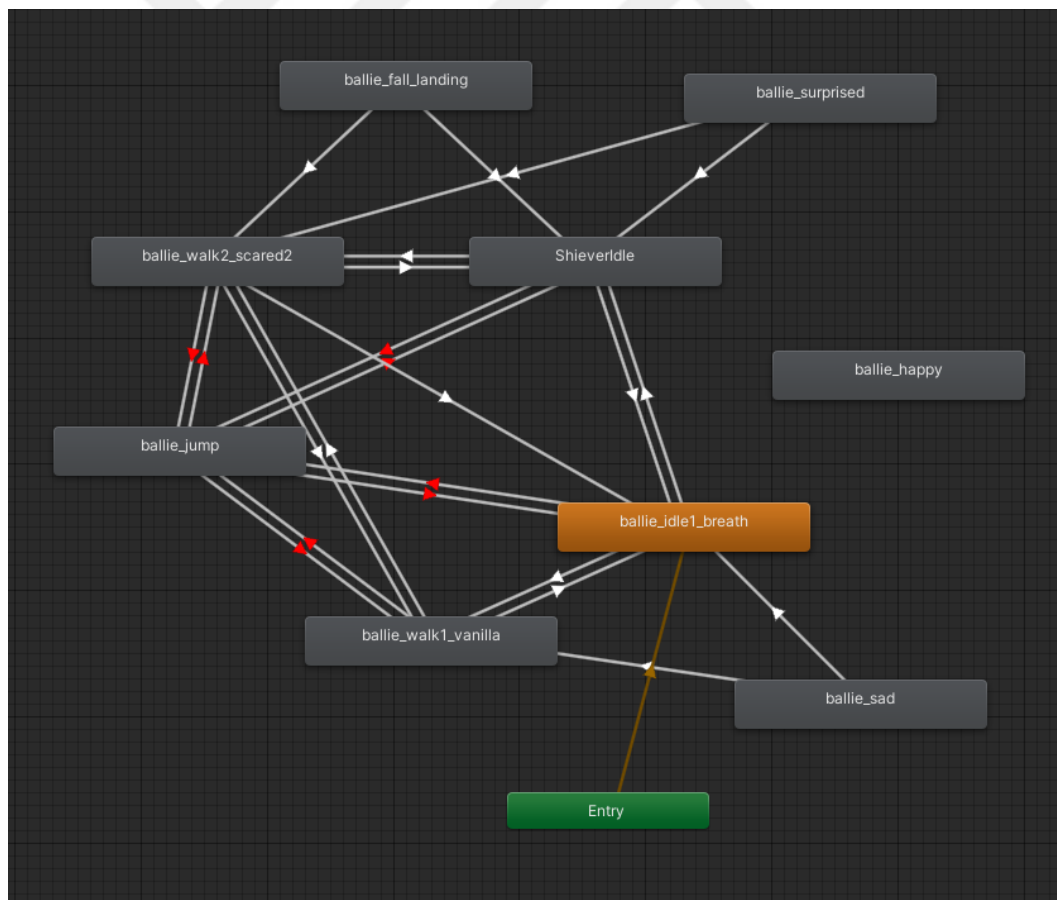 ballie_fall_landing
ballie_surprised
ballie_walk2_scared2
ShieverIdle
ballie_happy
ballie_jump
ballie_idle1_breath
ballie_walk1_vanilla
ballie_sad
Entry